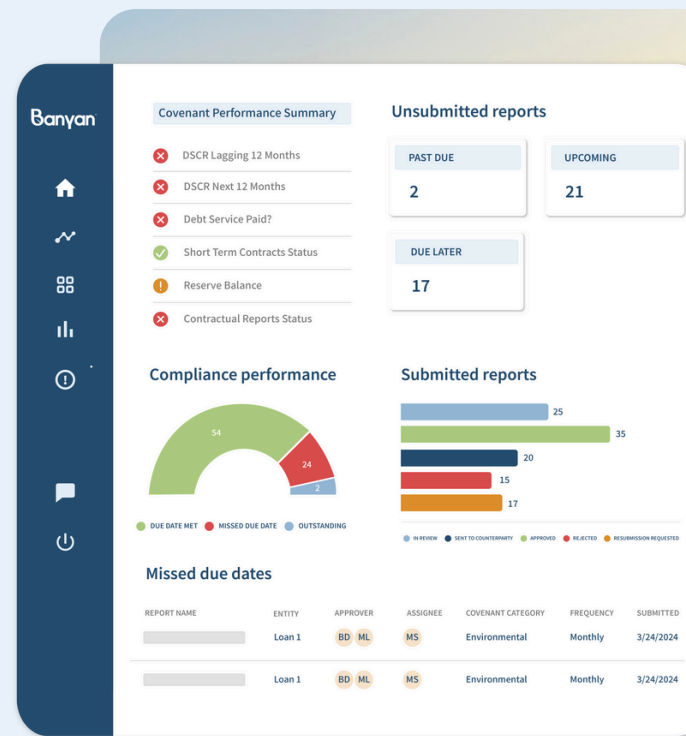 Banyan
Covenant Performance Summary
DSCR Lagging 12 Months
DSCR Next 12 Months
Debt Service Paid?
Short Term Contracts Status
Reserve Balance
Contractual Reports Status
Unsubmitted reports
PAST DUE
2
UPCOMING
21
DUE LATER
17
Compliance performance
54
24
2
DUE DATE MET MISSED DUE DATE OUTSTANDING
Submitted reports
25
35
20
15
17
IN REVIEW SENT TO COUNTERPARTY APPROVED REJECTED RESUBMISSION REQUESTED
Missed due dates
REPORT NAME ENTITY APPROVER ASSIGNEE COVENANT CATEGORY FREQUENCY SUBMITTED
Loan 1 BD ML MS Environmental Monthly 3/24/2024
Loan 1 BD ML MS Environmental Monthly 3/24/2024